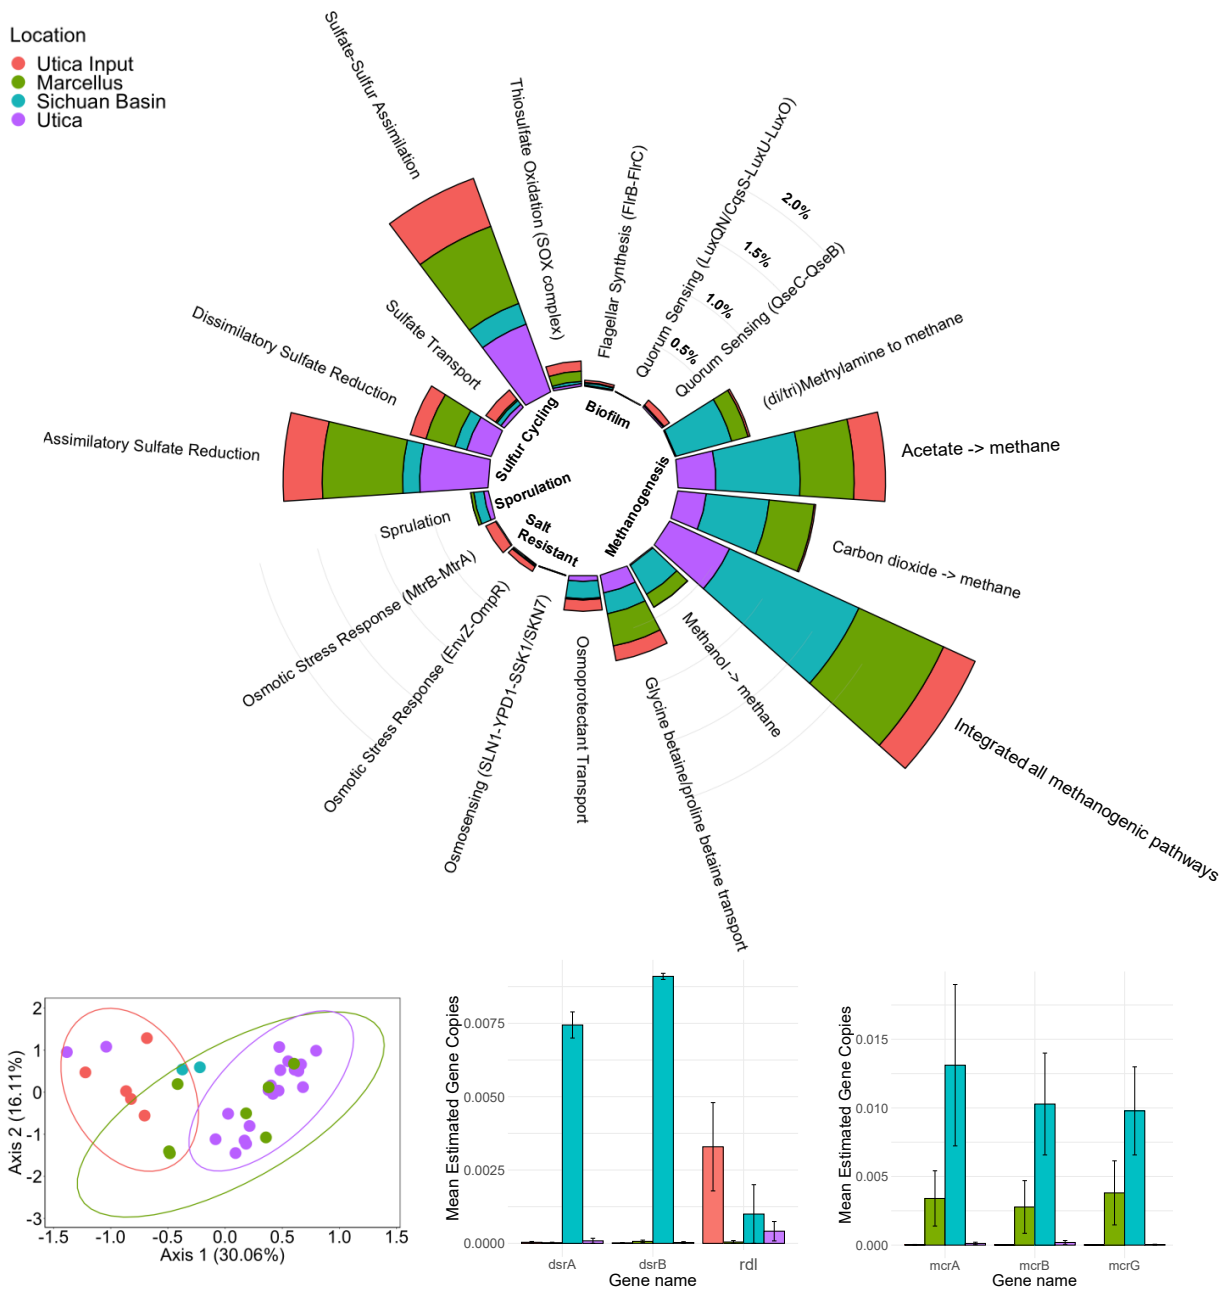 Location
Utica Input
Marcellus
Sichuan Basin
Utica
Sulfate-Sulfur Assimilation
Thiosulfate Oxidation (SOX complex)
Flagellar Synthesis (FlrB-FlrC)
Quorum Sensing (LuxQN/CqsS-LuxU-LuxO)
Quorum Sensing (QseC-QseB)
2.0%
1.5%
1.0%
0.5%
(di/tri)Methylamine to methane
Acetate -> methane
Carbon dioxide -> methane
Integrated all methanogenic pathways
Methanol -> methane
Glycine betaine/proline betaine transport
Osmoprotectant Transport
Osmosensing (SLN1-YPD1-SSK1/SKN7)
Osmotic Stress Response (EnvZ-OmpR)
Osmotic Stress Response (MtrB-MtrA)
Sprulation
Assimilatory Sulfate Reduction
Dissimilatory Sulfate Reduction
Sulfate Transport
Sulfur Cycling
Biofilm
Methanogenesis
Sporulation
Salt
Resistant
Axis 2 (16.11%)
2
1
0
-1
-2
-3
-1.5 -1.0 -0.5 0.0 0.5 1.0 1.5
Axis 1 (30.06%)
Mean Estimated Gene Copies
0.0075
0.0050
0.0025
0.0000
dsrA dsrB rdl
Gene name
Mean Estimated Gene Copies
0.015
0.010
0.005
0.000
mcrA mcrB mcrG
Gene name